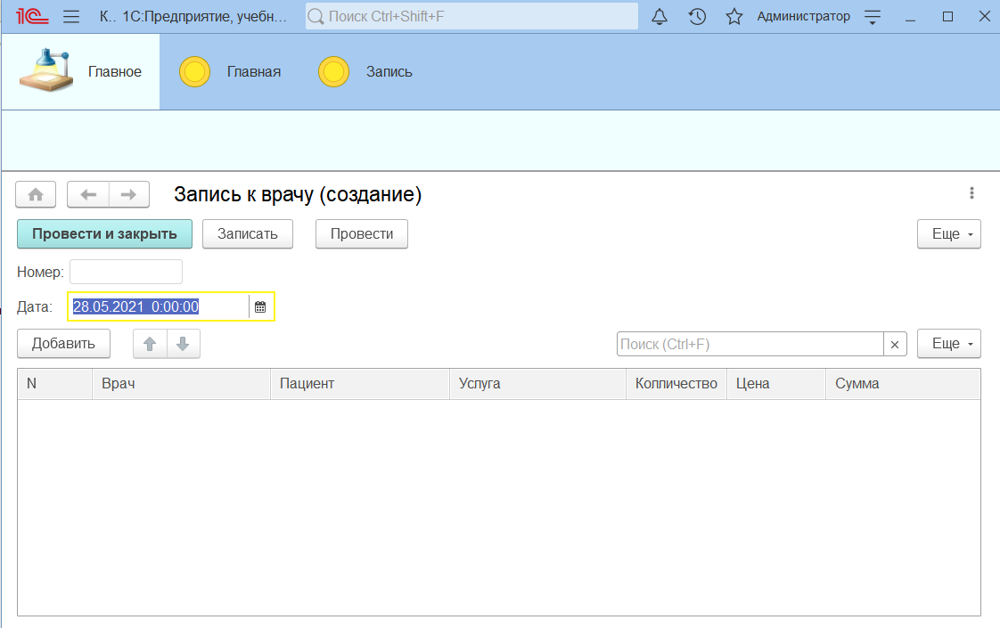 1С К.. 1С:Предприятие, учебн... Поиск Ctrl+Shift+F Администратор
Главное Главная Запись
Запись к врачу (создание)
Провести и закрыть Записать Провести Еще
Номер:
Дата: 28.05.2021 0:00:00
Добавить Поиск (Ctrl+F) × Еще
N Врач Пациент Услуга Колличество Цена Сумма